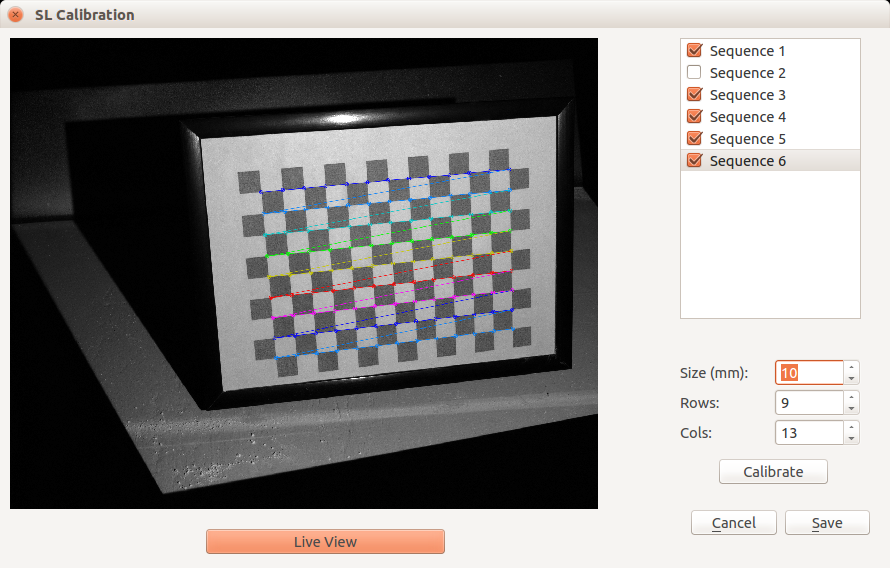 SL Calibration
Sequence 1
Sequence 2
Sequence 3
Sequence 4
Sequence 5
Sequence 6
Size (mm): 10
Rows: 9
Cols: 13
Calibrate
Cancel Save
Live View